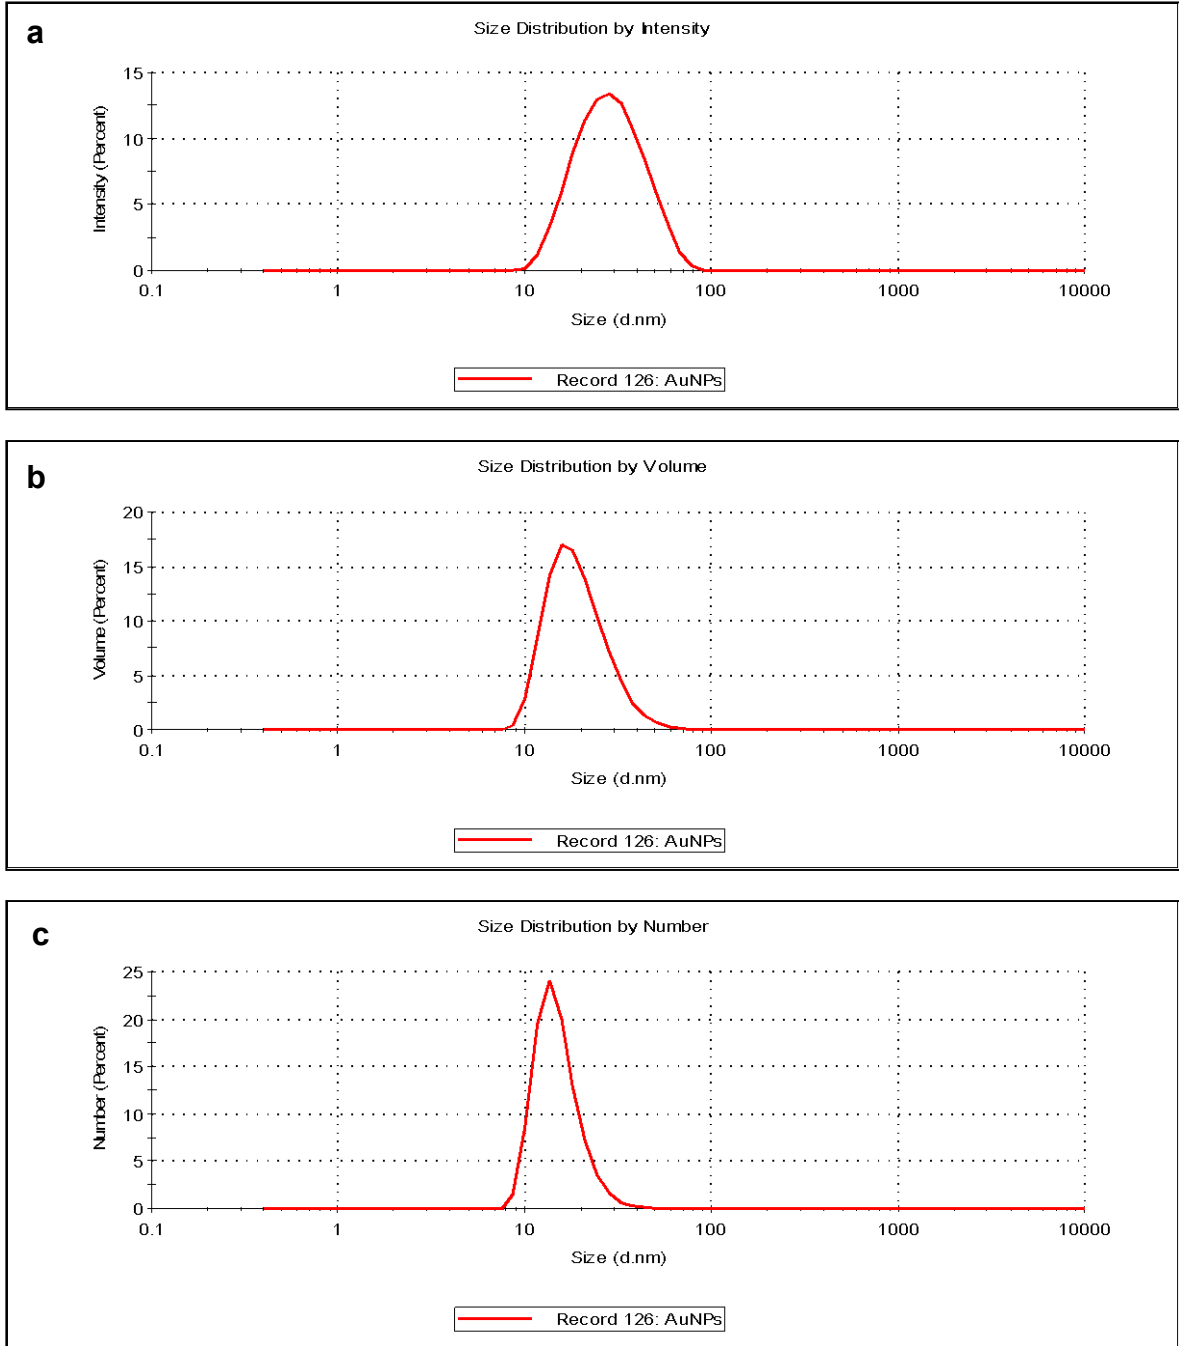 a
Size Distribution by Intensity
15
10
5
0
Intensity (Percent)
0.1 1 10 100 1000 10000
Size (d.nm)
Record 126: AuNPs
b
Size Distribution by Volume
20
15
10
5
0
Volume (Percent)
0.1 1 10 100 1000 10000
Size (d.nm)
Record 126: AuNPs
c
Size Distribution by Number
25
20
15
10
5
0
Number (Percent)
0.1 1 10 100 1000 10000
Size (d.nm)
Record 126: AuNPs